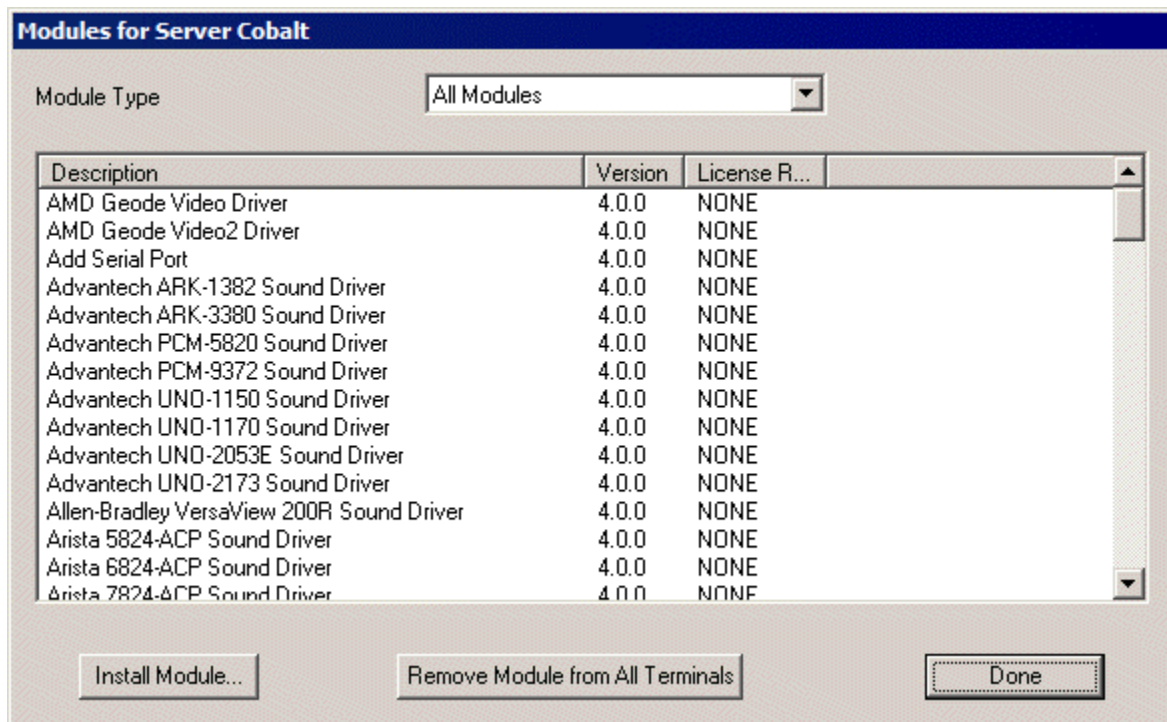 Modules for Server Cobalt
Module Type All Modules
Description Version License R...
AMD Geode Video Driver 4.0.0 NONE
AMD Geode Video2 Driver 4.0.0 NONE
Add Serial Port 4.0.0 NONE
Advantech ARK-1382 Sound Driver 4.0.0 NONE
Advantech ARK-3380 Sound Driver 4.0.0 NONE
Advantech PCM-5820 Sound Driver 4.0.0 NONE
Advantech PCM-9372 Sound Driver 4.0.0 NONE
Advantech UNO-1150 Sound Driver 4.0.0 NONE
Advantech UNO-1170 Sound Driver 4.0.0 NONE
Advantech UNO-2053E Sound Driver 4.0.0 NONE
Advantech UNO-2173 Sound Driver 4.0.0 NONE
Allen-Bradley VersaView 200R Sound Driver 4.0.0 NONE
Arista 5824-ACP Sound Driver 4.0.0 NONE
Arista 6824-ACP Sound Driver 4.0.0 NONE
Arista 7824-ACP Sound Driver 4.0.0 NONE
Install Module... Remove Module from All Terminals Done